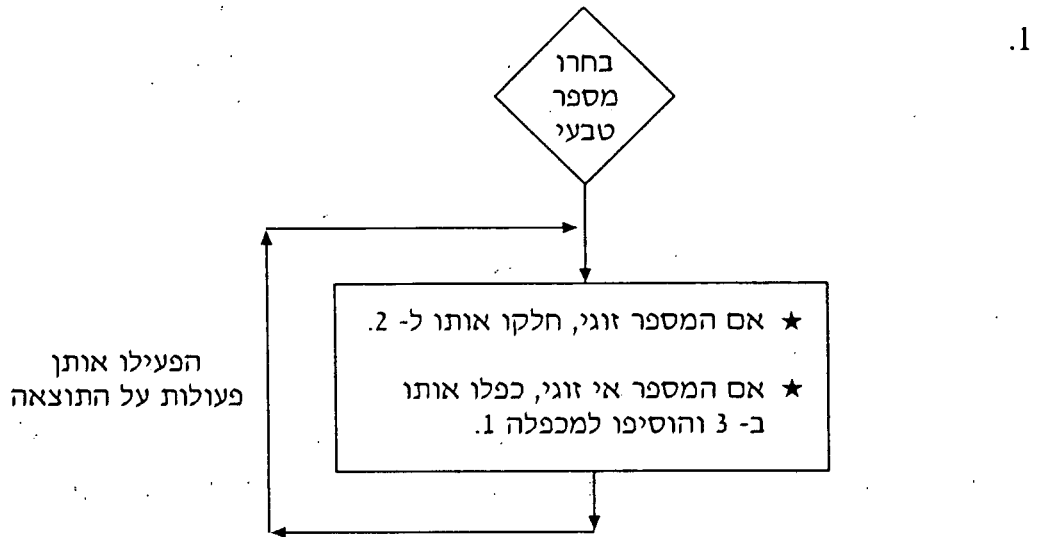 .1
בחרו
מספר
טבעי
★ אם המספר זוגי, חלקו אותו ל- 2.
★ אם המספר אי זוגי, כפלו אותו
ב- 3 והוסיפו למכפלה 1.
הפעילו אותן
פעולות על התוצאה